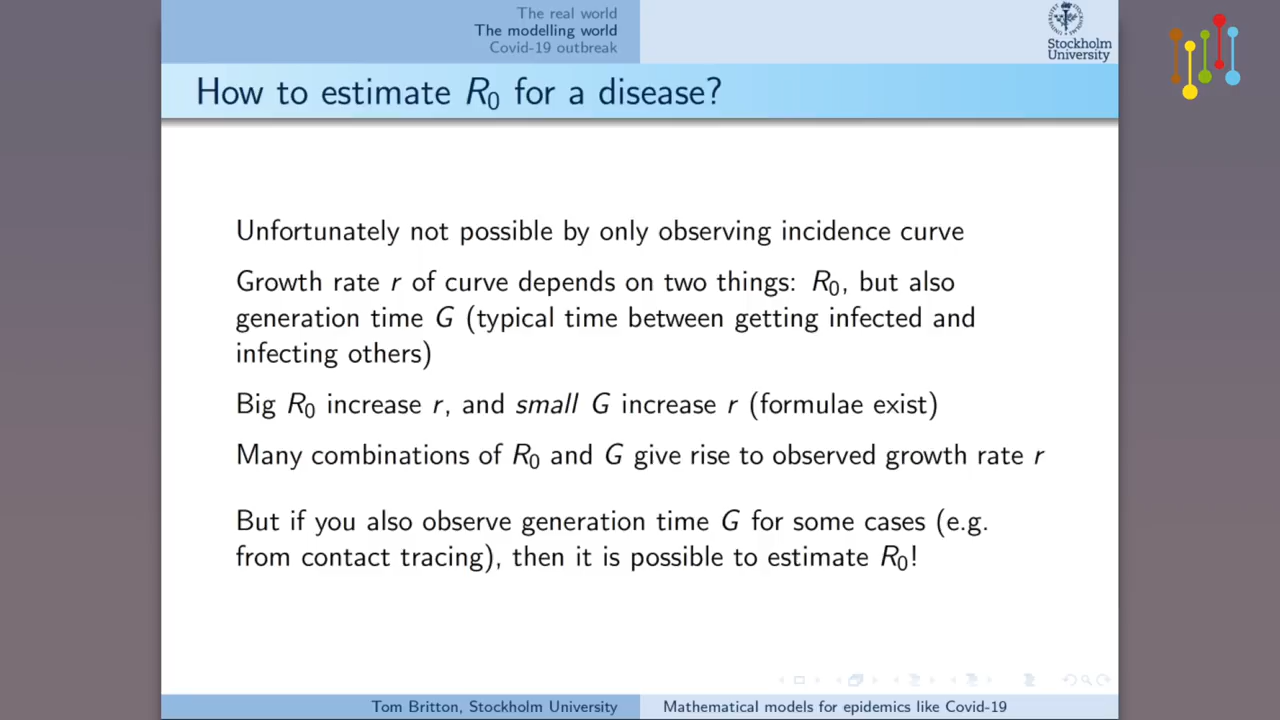 The real world
The modelling world
Covid-19 outbreak
Stockholm
University
How to estimate R0 for a disease?
Unfortunately not possible by only observing incidence curve
Growth rate r of curve depends on two things: R0, but also
generation time G (typical time between getting infected and
infecting others)
Big R0 increase r, and small G increase r (formulae exist)
Many combinations of R0 and G give rise to observed growth rate r
But if you also observe generation time G for some cases (e.g.
from contact tracing), then it is possible to estimate R0!
Tom Britton, Stockholm University
Mathematical models for epidemics like Covid-19